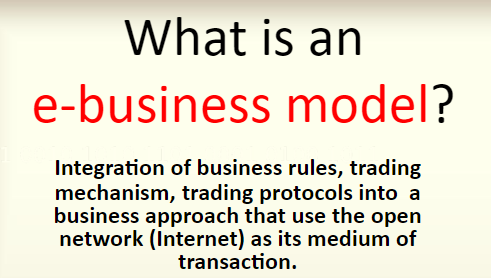 What is an
e-business model?
Integration of business rules, trading
mechanism, trading protocols into a
business approach that use the open
network (Internet) as its medium of
transaction.